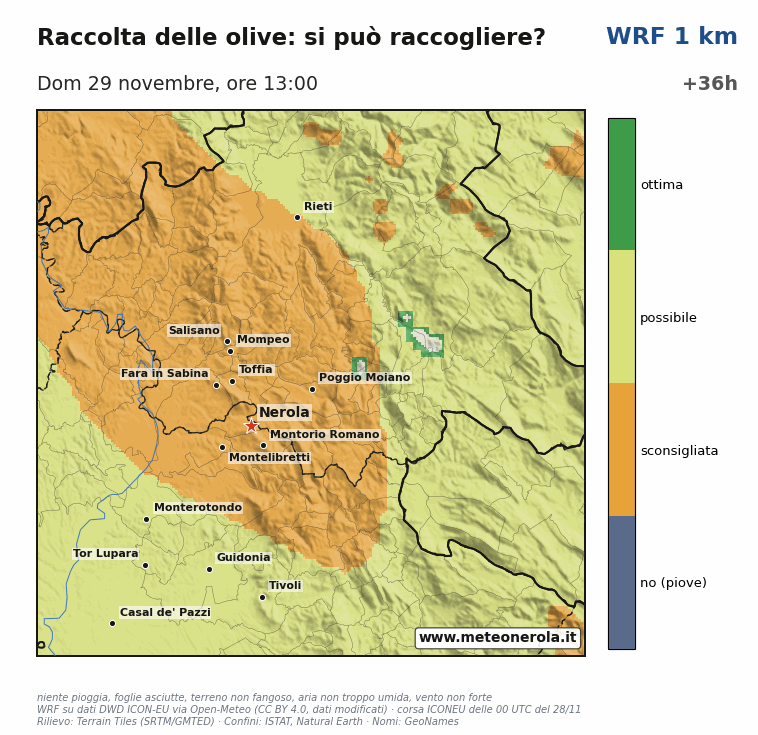 Raccolta delle olive: si può raccogliere?
WRF 1 km
Dom 29 novembre, ore 13:00
+36h
Rieti
Salisano
Mompeo
Toffia
Fara in Sabina
Poggio Moiano
Nerola
Montorio Romano
Montelibretti
Monterotondo
Tor Lupara
Guidonia
Tivoli
Casal de' Pazzi
www.meteonerola.it
ottima
possibile
sconsigliata
no (piove)
niente pioggia, foglie asciutte, terreno non fangoso, aria non troppo umida, vento non forte
WRF su dati DWD ICON-EU via Open-Meteo (CC BY 4.0, dati modificati) · corsa ICONEU delle 00 UTC del 28/11
Rilievo: Terrain Tiles (SRTM/GMTED) · Confini: ISTAT, Natural Earth · Nomi: GeoNames